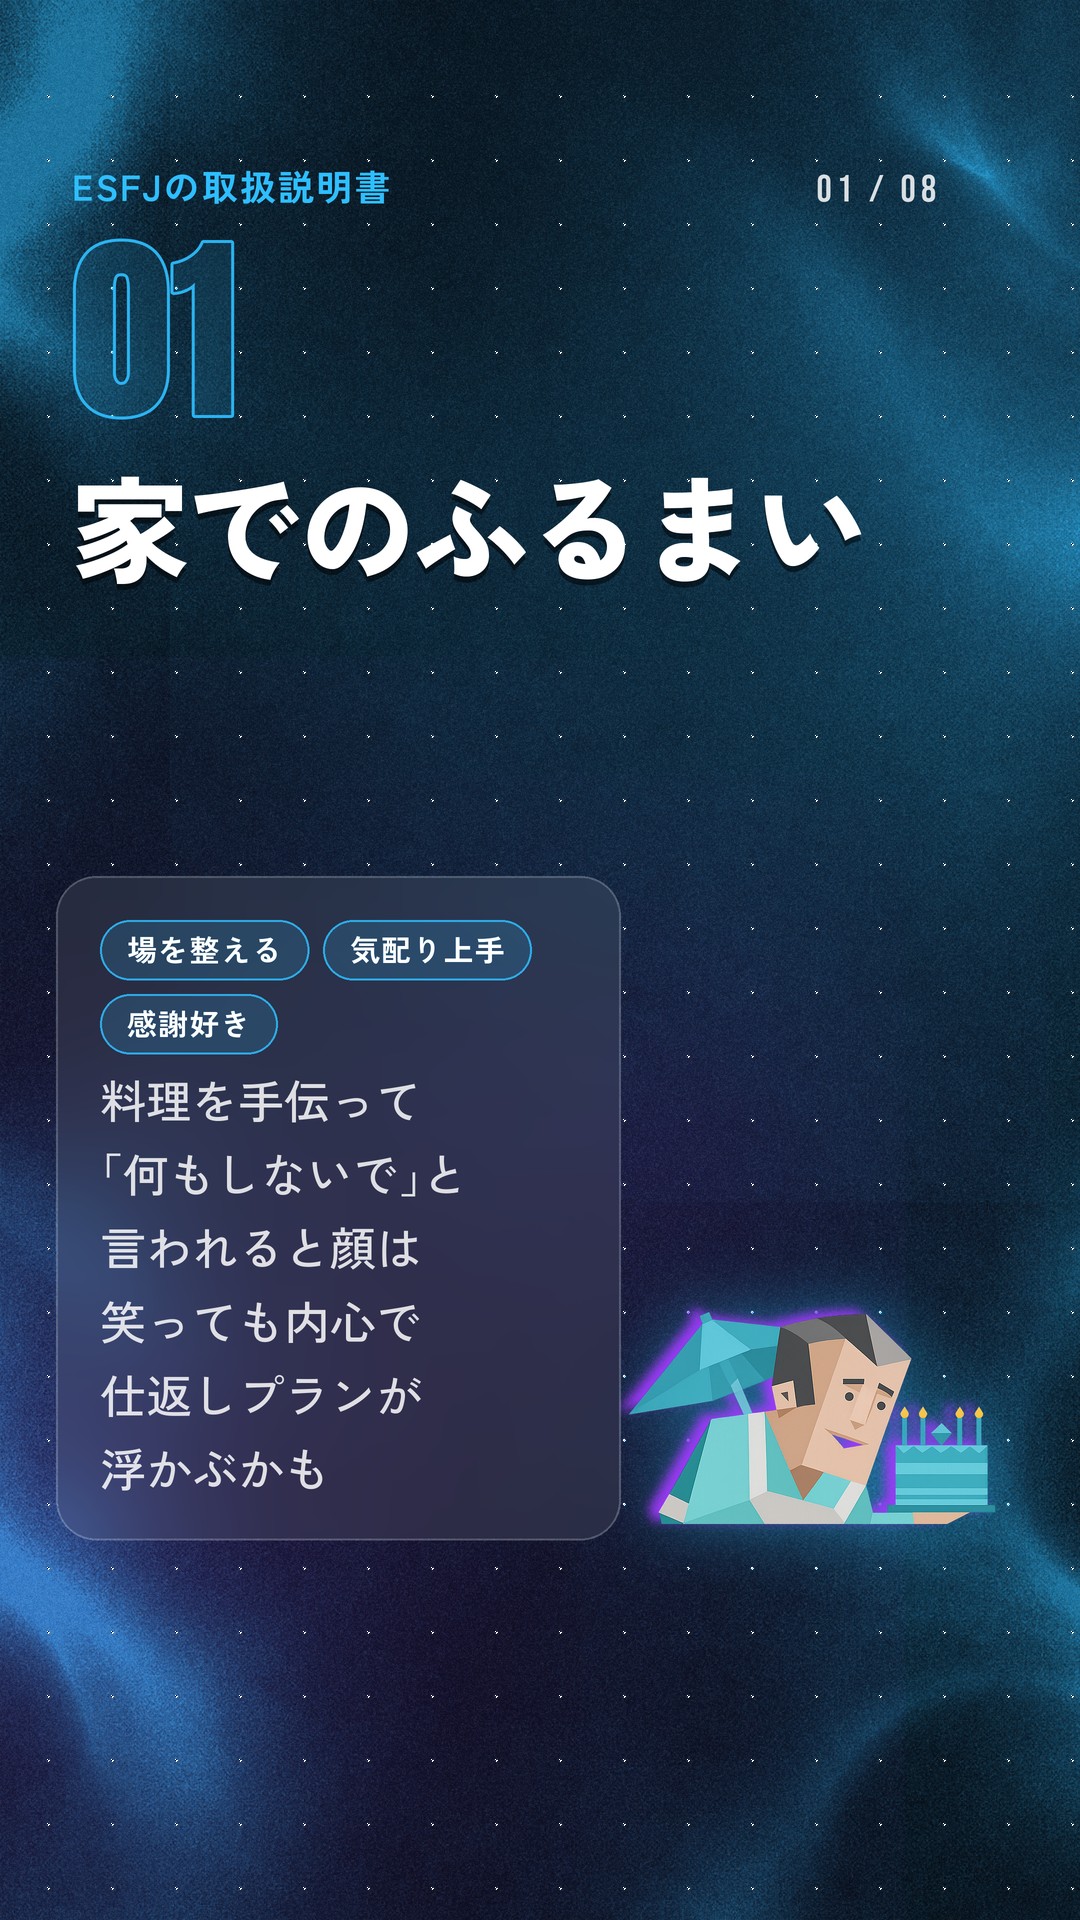 ESFJの取扱説明書
01 / 08
01
家でのふるまい
場を整える
気配り上手
感謝好き
料理を手伝って
「何もしないで」と
言われると顔は
笑っても内心で
仕返しプランが
浮かぶかも